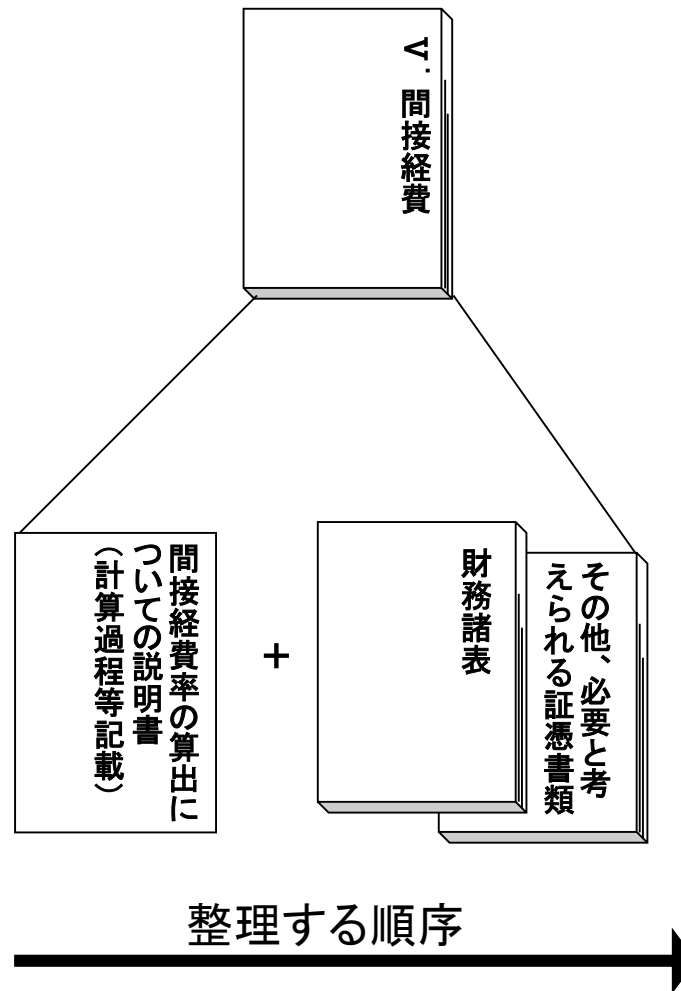 Ⅴ．間接経費
間接経費率の算出に
ついての説明書
（計算過程等記載）
＋
財務諸表
その他、必要と考
えられる証憑書類
整理する順序